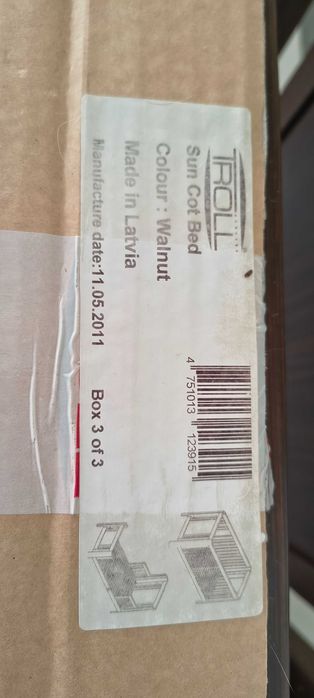 TROLL
Sun Cot Bed
Colour : Walnut
Made in Latvia
Manufacture date:11.05.2011 Box 3 of 3
4 751013 123915